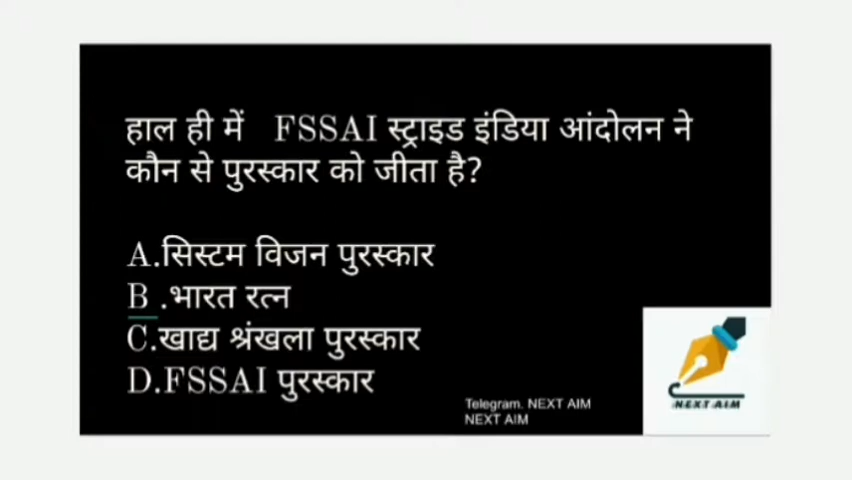 हाल ही में FSSAI स्ट्राइड इंडिया आंदोलन ने
कौन से पुरस्कार को जीता है?
A.सिस्टम विजन पुरस्कार
B .भारत रत्न
C.खाद्य श्रंखला पुरस्कार
D.FSSAI पुरस्कार
Telegram. NEXT AIM
NEXT AIM
NEXT AIM